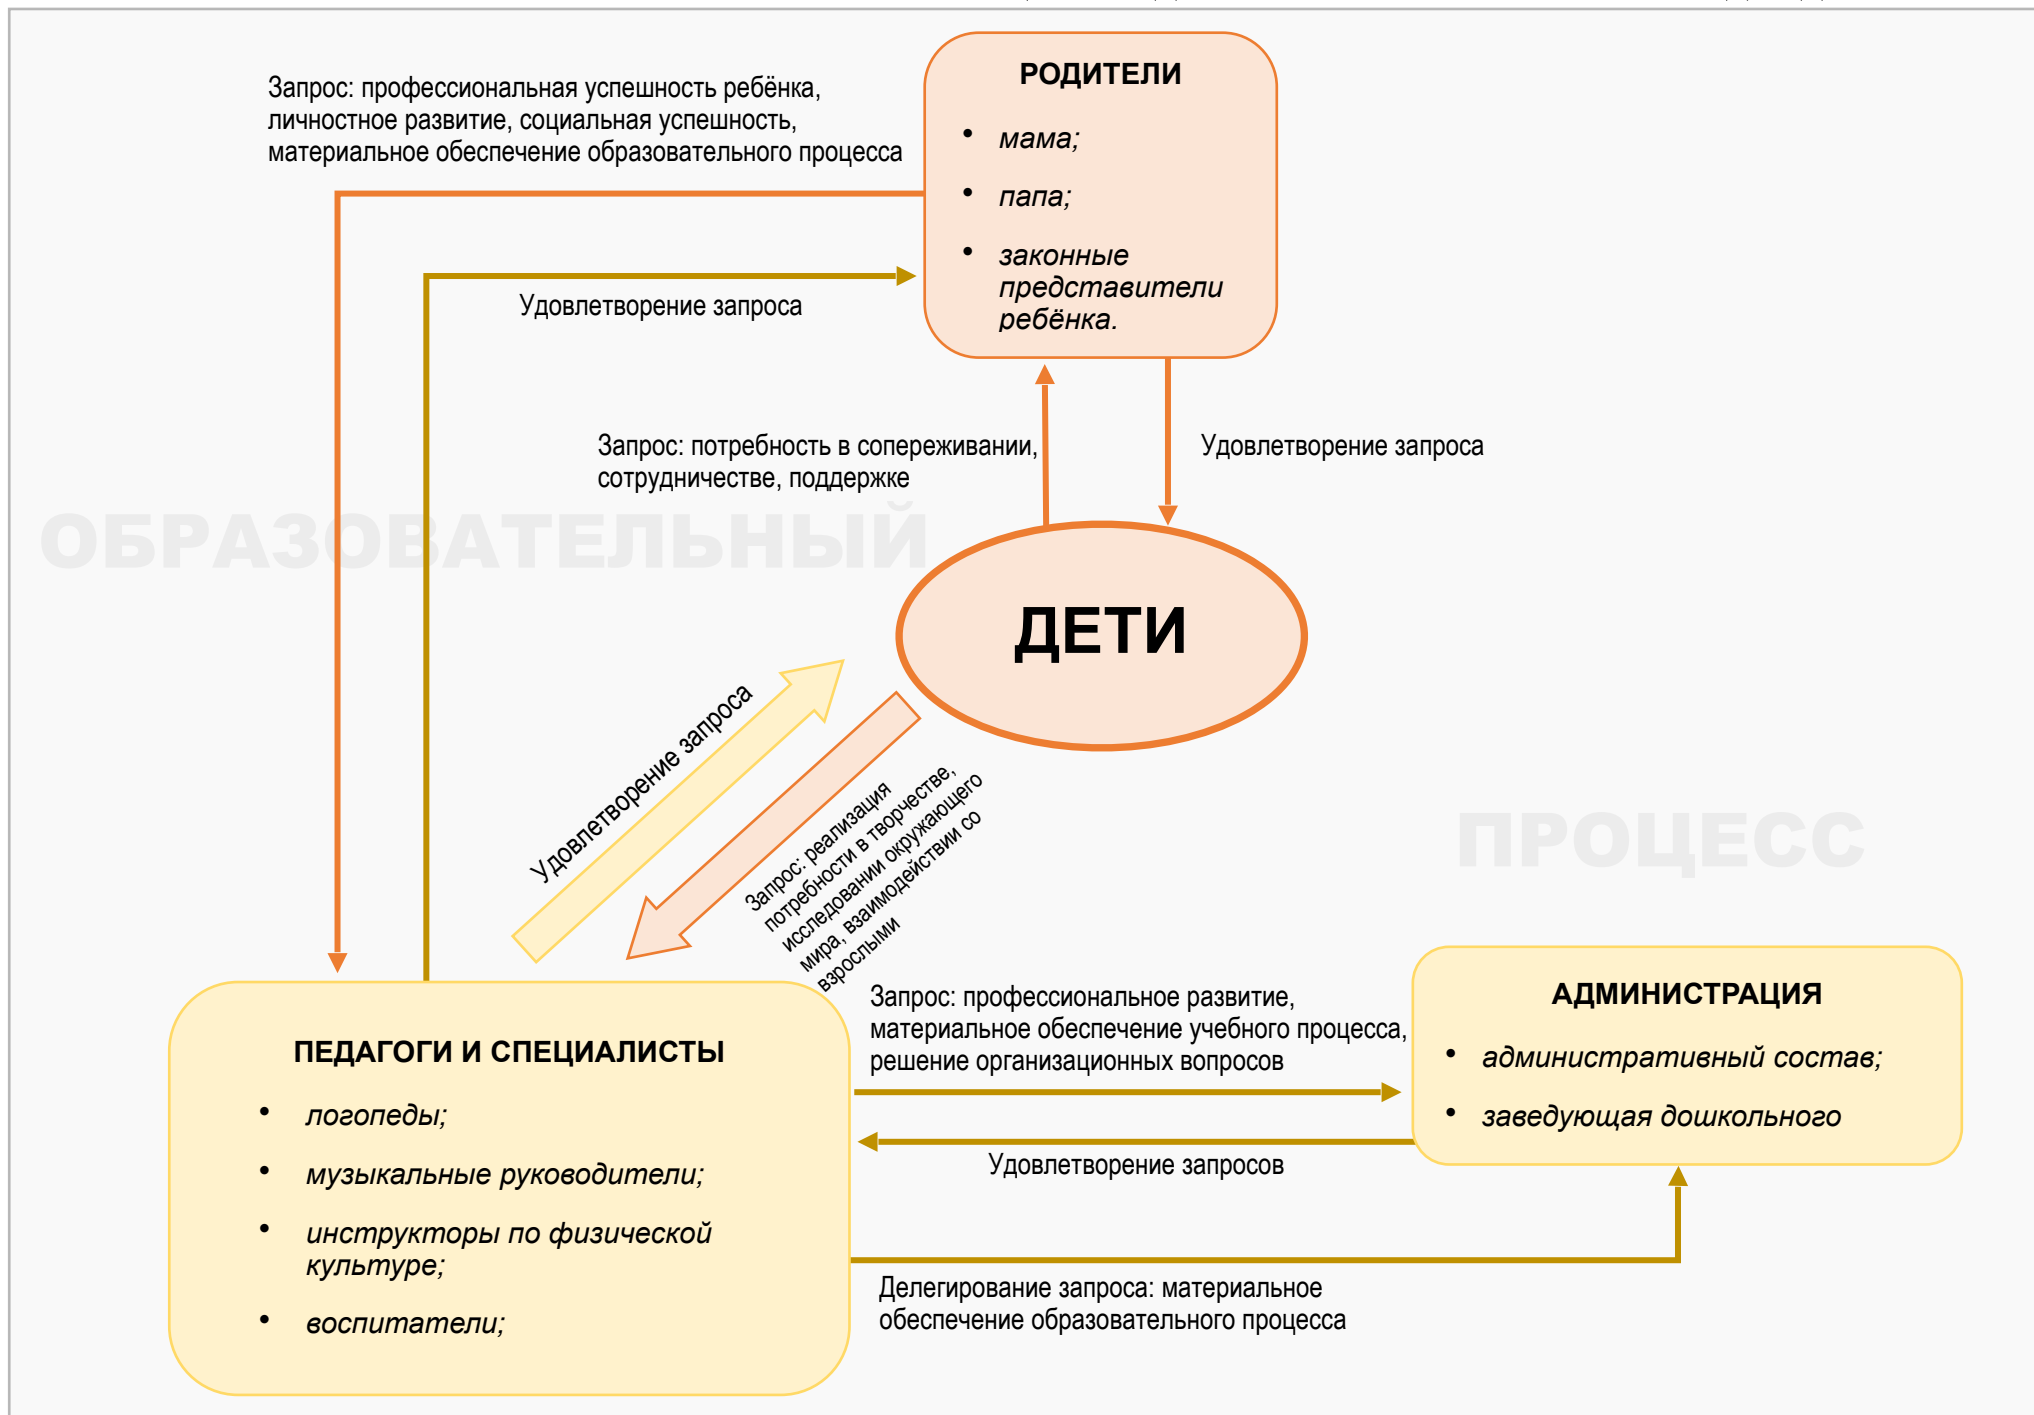 РОДИТЕЛИ
• мама;
• папа;
• законные
представители
ребёнка.
Запрос: профессиональная успешность ребёнка,
личностное развитие, социальная успешность,
материальное обеспечение образовательного процесса
Удовлетворение запроса
Запрос: потребность в сопереживании,
сотрудничестве, поддержке
Удовлетворение запроса
ОБРАЗОВАТЕЛЬНЫЙ
ДЕТИ
Удовлетворение запроса
Запрос: реализация
потребности в творчестве,
исследовании окружающего
мира, взаимодействии со
взрослыми
ПРОЦЕСС
ПЕДАГОГИ И СПЕЦИАЛИСТЫ
• логопеды;
• музыкальные руководители;
• инструкторы по физической
культуре;
• воспитатели;
Запрос: профессиональное развитие,
материальное обеспечение учебного процесса,
решение организационных вопросов
Удовлетворение запросов
Делегирование запроса: материальное
обеспечение образовательного процесса
АДМИНИСТРАЦИЯ
• административный состав;
• заведующая дошкольного